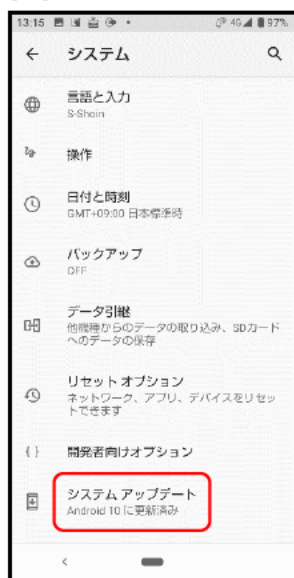 13:15
4G
97%
システム
言語と入力
S-Shoin
操作
日付と時刻
GMT+09:00 日本標準時
バックアップ
OFF
データ引継
他機種からのデータの取り込み、SDカード
へのデータの保存
リセット オプション
ネットワーク、アプリ、デバイスをリセッ
トできます
開発者向けオプション
システム アップデート
Android 10 に更新済み